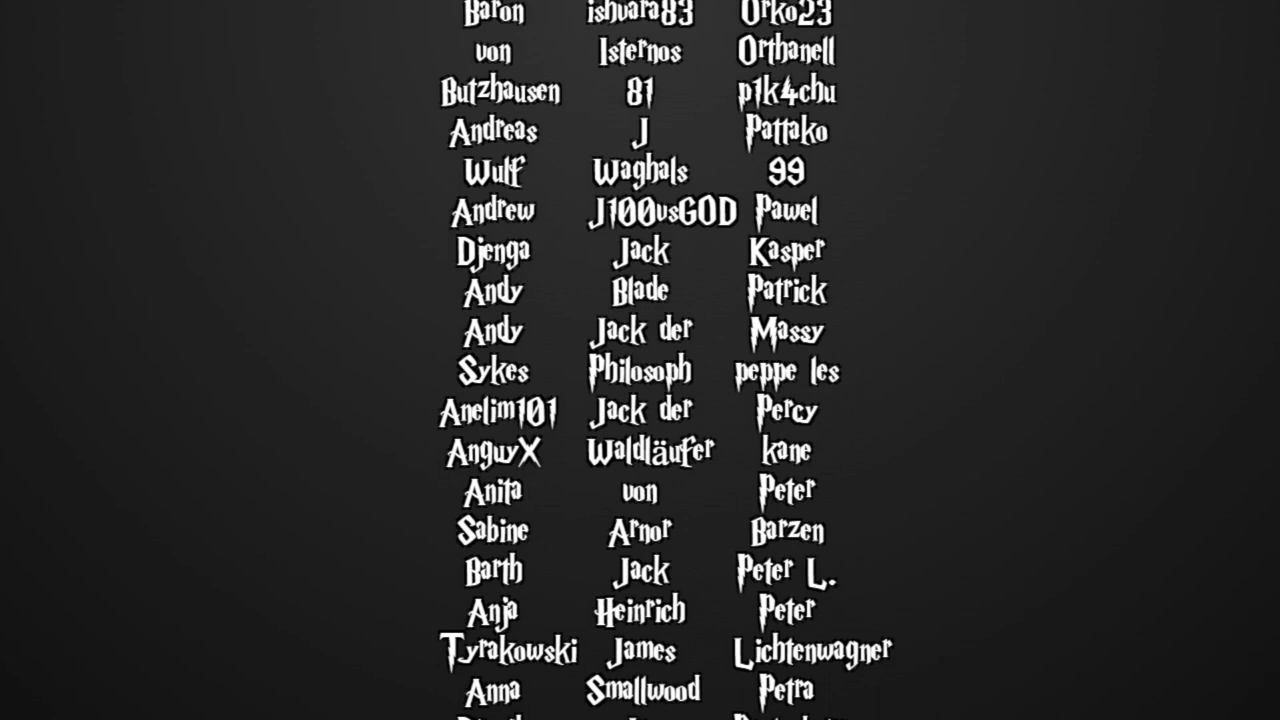 Baron ishvara83 Orko23
von Isternos Orthanell
Butzhausen 81 p1k4chu
Andreas J Pattako
Wulf Waghals 99
Andrew J100vsGOD Pawel
Djenga Jack Kasper
Andy Blade Patrick
Andy Jack der Massy
Sykes Philosoph peppe les
Anelim101 Jack der Percy
AnguyX Waldläufer kane
Anita von Peter
Sabine Arnor Barzen
Barth Jack Peter L.
Anja Heinrich Peter
Tyrakowski James Lichtenwagner
Anna Smallwood Petra